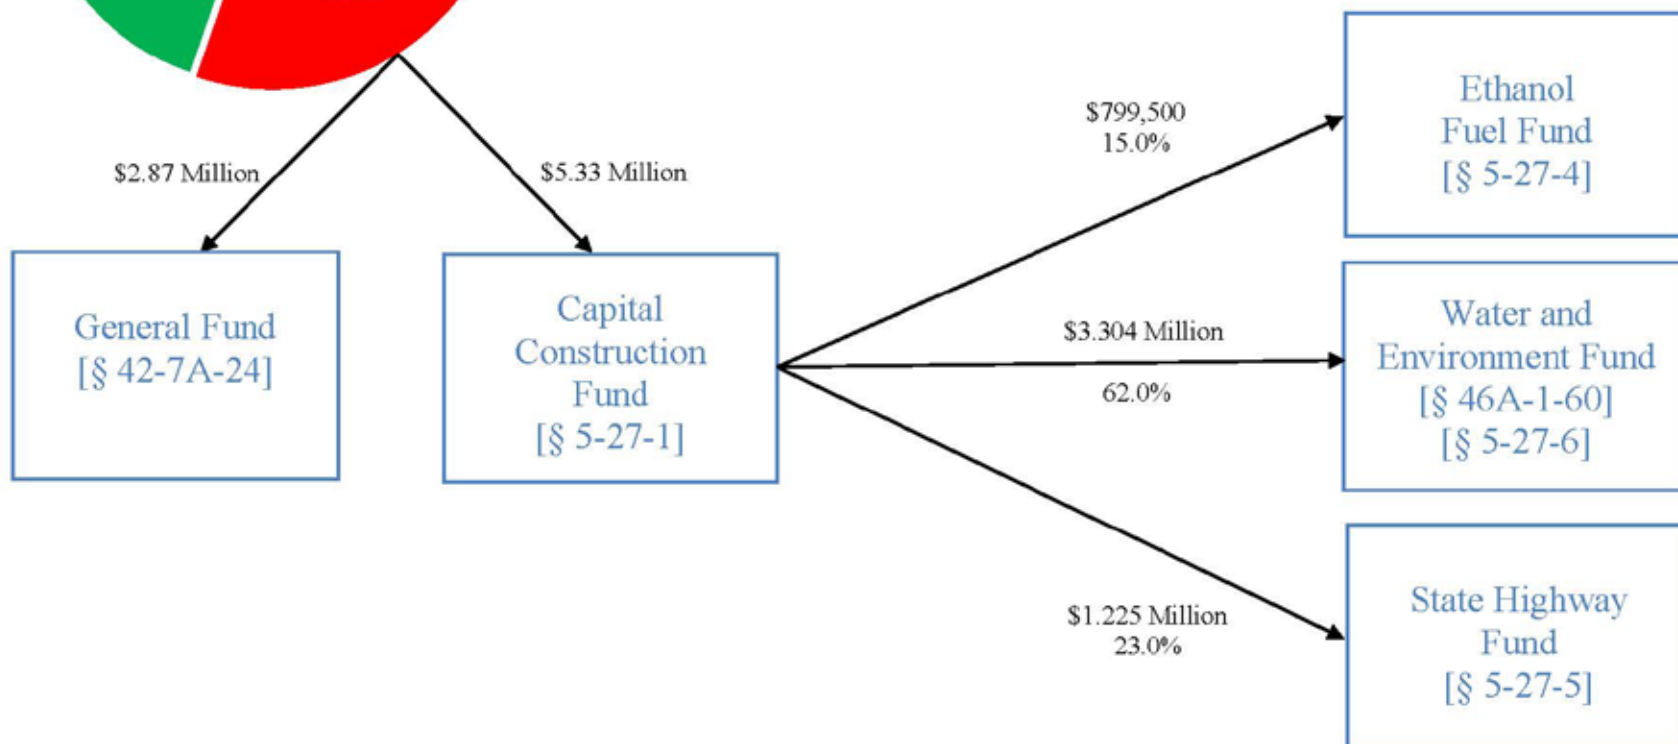 $2.87 Million
$5.33 Million
General Fund
[§ 42-7A-24]
Capital
Construction
Fund
[§ 5-27-1]
$799,500
15.0%
$3.304 Million
62.0%
$1.225 Million
23.0%
Ethanol
Fuel Fund
[§ 5-27-4]
Water and
Environment Fund
[§ 46A-1-60]
[§ 5-27-6]
State Highway
Fund
[§ 5-27-5]